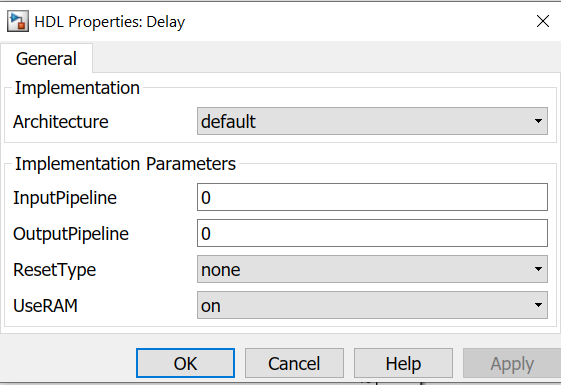 HDL Properties: Delay
General
Implementation
Architecture default
Implementation Parameters
InputPipeline 0
OutputPipeline 0
ResetType none
UseRAM on
OK Cancel Help Apply